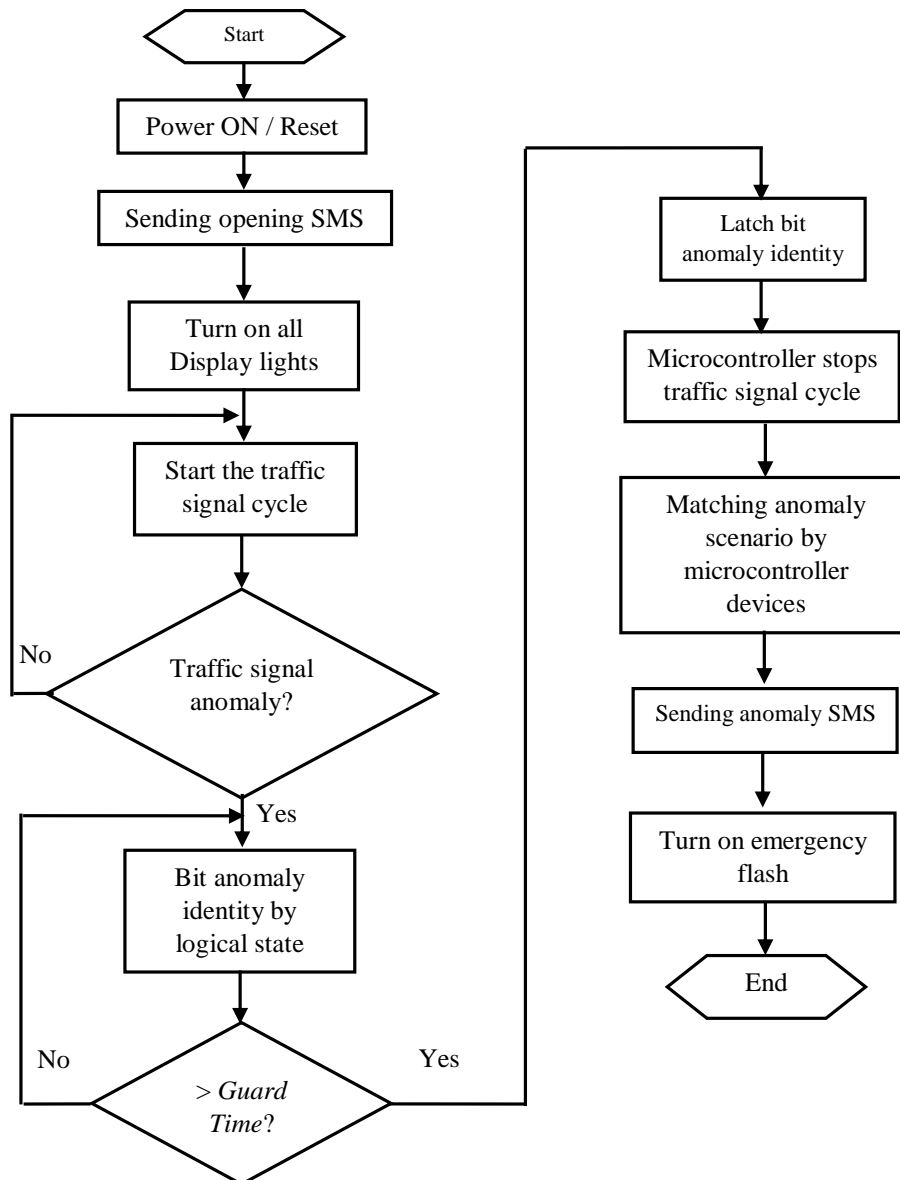 Start
Power ON / Reset
Sending opening SMS
Turn on all
Display lights
Start the traffic
signal cycle
Traffic signal
anomaly?
No
Yes
Bit anomaly
identity by
logical state
> Guard
Time?
No
Yes
Latch bit
anomaly identity
Microcontroller stops
traffic signal cycle
Matching anomaly
scenario by
microcontroller
devices
Sending anomaly SMS
Turn on emergency
flash
End